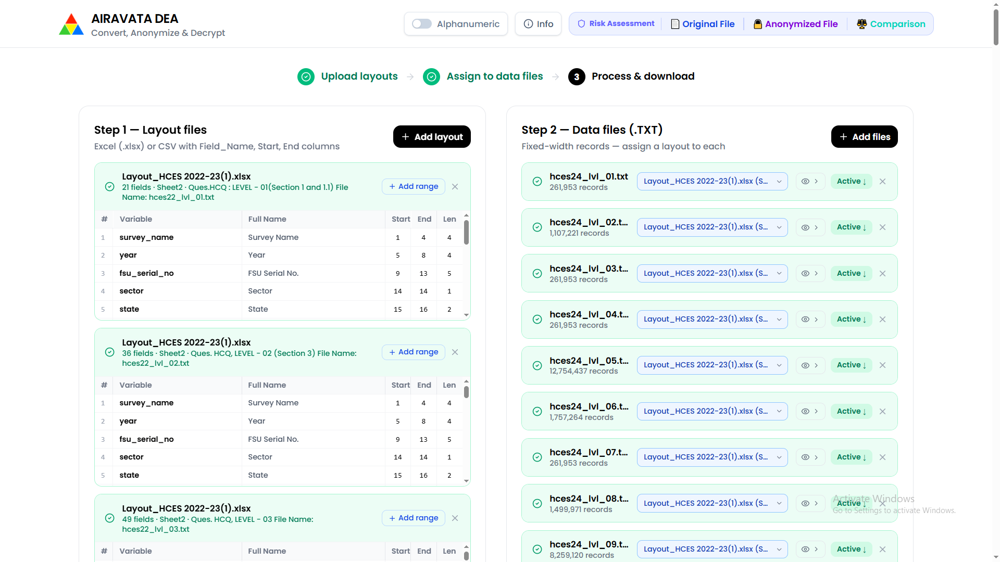 AIRAVATA DEA
Convert, Anonymize & Decrypt
Alphanumeric
Info
Risk Assessment
Original File
Anonymized File
Comparison
Upload layouts
Assign to data files
3 Process & download
Step 1 — Layout files
Excel (.xlsx) or CSV with Field_Name, Start, End columns
+ Add layout
Layout_HCES 2022-23(1).xlsx
21 fields · Sheet2 · Ques.HCQ : LEVEL - 01(Section 1 and 1.1) File
Name: hces22_lvl_01.txt
+ Add range
# Variable Full Name Start End Len
1 survey_name Survey Name 1 4 4
2 year Year 5 8 4
3 fsu_serial_no FSU Serial No. 9 13 5
4 sector Sector 14 14 1
5 state State 15 16 2
Layout_HCES 2022-23(1).xlsx
36 fields · Sheet2 · Ques. HCQ, LEVEL - 02 (Section 3) File Name:
hces22_lvl_02.txt
+ Add range
# Variable Full Name Start End Len
1 survey_name Survey Name 1 4 4
2 year Year 5 8 4
3 fsu_serial_no FSU Serial No. 9 13 5
4 sector Sector 14 14 1
5 state State 15 16 2
Layout_HCES 2022-23(1).xlsx
49 fields · Sheet2 · Ques. HCQ, LEVEL - 03 File Name:
hces22_lvl_03.txt
+ Add range
# Variable Full Name Start End Len
Step 2 — Data files (.TXT)
Fixed-width records — assign a layout to each
+ Add files
hces24_lvl_01.txt
261,953 records
Layout_HCES 2022-23(1).xlsx (S...
Active ↓
hces24_lvl_02.t...
1,107,221 records
Layout_HCES 2022-23(1).xlsx (S...
Active ↓
hces24_lvl_03.t...
261,953 records
Layout_HCES 2022-23(1).xlsx (S...
Active ↓
hces24_lvl_04.t...
261,953 records
Layout_HCES 2022-23(1).xlsx (S...
Active ↓
hces24_lvl_05.t...
12,754,437 records
Layout_HCES 2022-23(1).xlsx (S...
Active ↓
hces24_lvl_06.t...
1,757,264 records
Layout_HCES 2022-23(1).xlsx (S...
Active ↓
hces24_lvl_07.t...
261,953 records
Layout_HCES 2022-23(1).xlsx (S...
Active ↓
hces24_lvl_08.t...
1,499,971 records
Layout_HCES 2022-23(1).xlsx (S...
Active ↓
hces24_lvl_09.t...
8,259,120 records
Layout_HCES 2022-23(1).xlsx (S...
Active ↓
Activate Windows
Go to Settings to activate Windows.